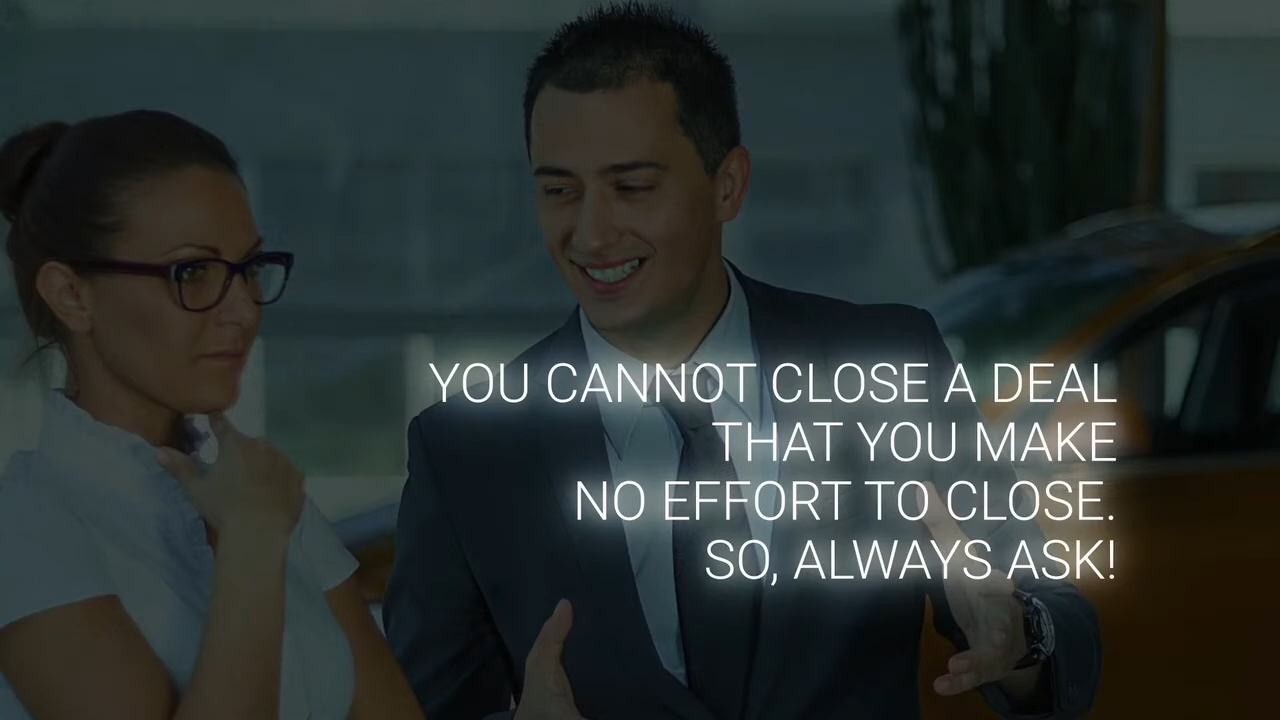 YOU CANNOT CLOSE A DEAL
THAT YOU MAKE
NO EFFORT TO CLOSE.
SO, ALWAYS ASK!